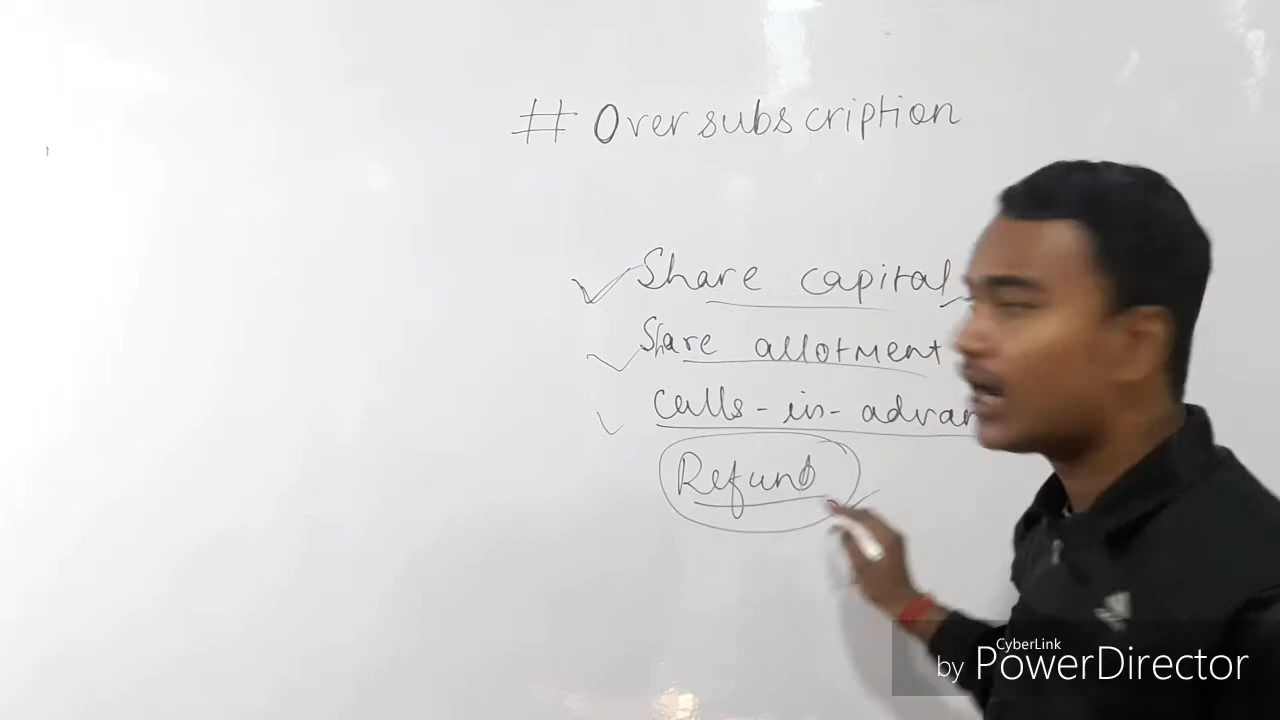 # Oversubscription
Share capital
Share allotment
calls-in-advan
Refund
CyberLink
by PowerDirector